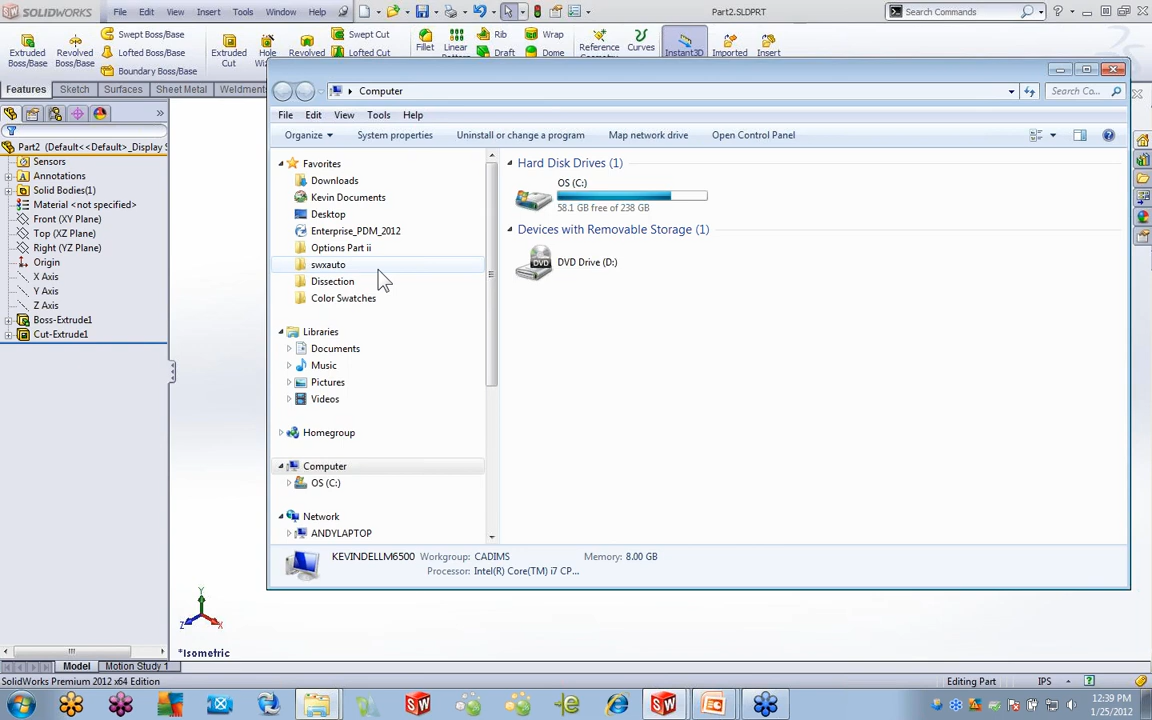 SOLIDWORKS File Edit View Insert Tools Window Help Part2.SLDPRT Search Commands
Extruded Boss/Base
Revolved Boss/Base
Swept Boss/Base
Lofted Boss/Base
Boundary Boss/Base
Extruded Cut
Hole Wiz
Revolved
Swept Cut
Lofted Cut
Fillet
Linear
Rib
Draft
Wrap
Dome
Reference
Curves
Instant3D
Imported
Insert
Features Sketch Surfaces Sheet Metal Weldments
Computer
Search Co...
File Edit View Tools Help
Organize System properties Uninstall or change a program Map network drive Open Control Panel
Part2 (Default<<Default>_Display S
Sensors
Annotations
Solid Bodies(1)
Material <not specified>
Front (XY Plane)
Top (XZ Plane)
Right (YZ Plane)
Origin
X Axis
Y Axis
Z Axis
Boss-Extrude1
Cut-Extrude1
Favorites
Downloads
Kevin Documents
Desktop
Enterprise_PDM_2012
Options Part ii
swxauto
Dissection
Color Swatches
Libraries
Documents
Music
Pictures
Videos
Homegroup
Computer
OS (C:)
Network
ANDYLAPTOP
Hard Disk Drives (1)
OS (C:)
58.1 GB free of 238 GB
Devices with Removable Storage (1)
DVD
DVD Drive (D:)
KEVINDELLM6500 Workgroup: CADIMS Memory: 8.00 GB
Processor: Intel(R) Core(TM) i7 CP...
Y
Z
X
*Isometric
Model Motion Study 1
SolidWorks Premium 2012 x64 Edition Editing Part IPS
12:39 PM
1/25/2012